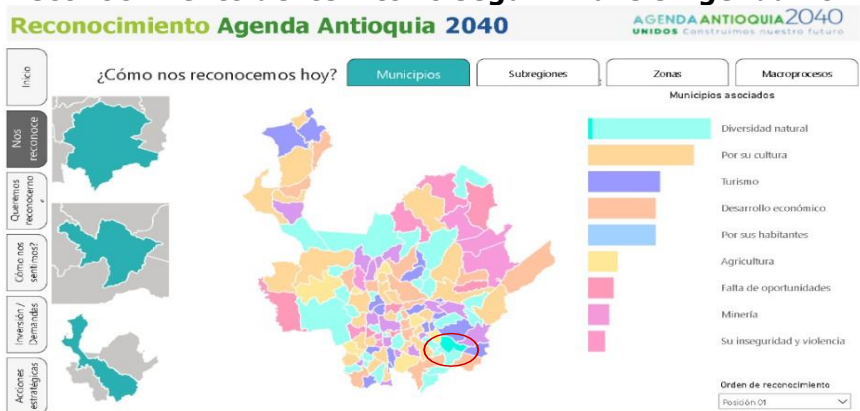 Reconocimiento Agenda Antioquia 2040
AGENDA ANTIOQUIA 2040
UNIDOS Construimos nuestro futuro
¿Cómo nos reconocemos hoy?
Municipios
Subregiones
Zonas
Macroprocesos
Inicio
Nos
reconoce
Queremos
reconocerno
Cómo nos
sentimos?
Inversión /
Demandas
Acciones
estratégicas
Municipios asociados
Diversidad natural
Por su cultura
Turismo
Desarrollo económico
Por sus habitantes
Agricultura
Falta de oportunidades
Minería
Su inseguridad y violencia
Orden de reconocimiento
Posición 01